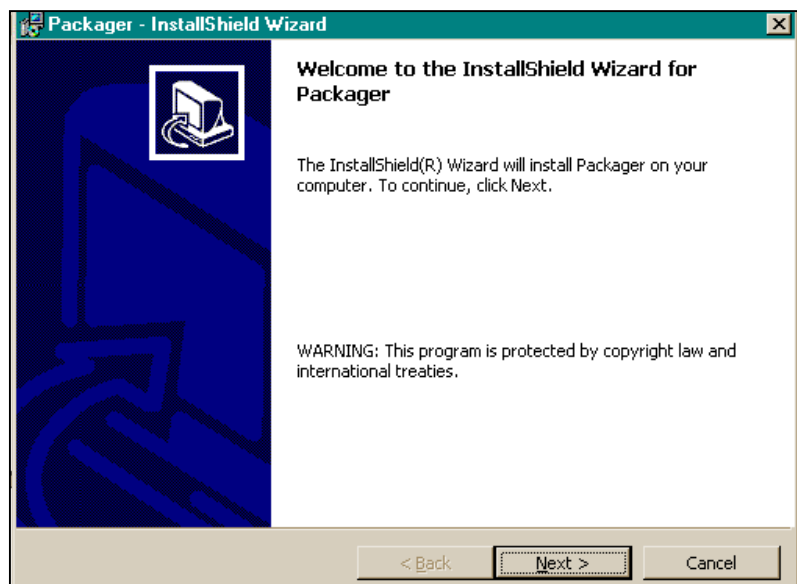 Packager - InstallShield Wizard
Welcome to the InstallShield Wizard for
Packager
The InstallShield(R) Wizard will install Packager on your
computer. To continue, click Next.
WARNING: This program is protected by copyright law and
international treaties.
< Back
Next >
Cancel